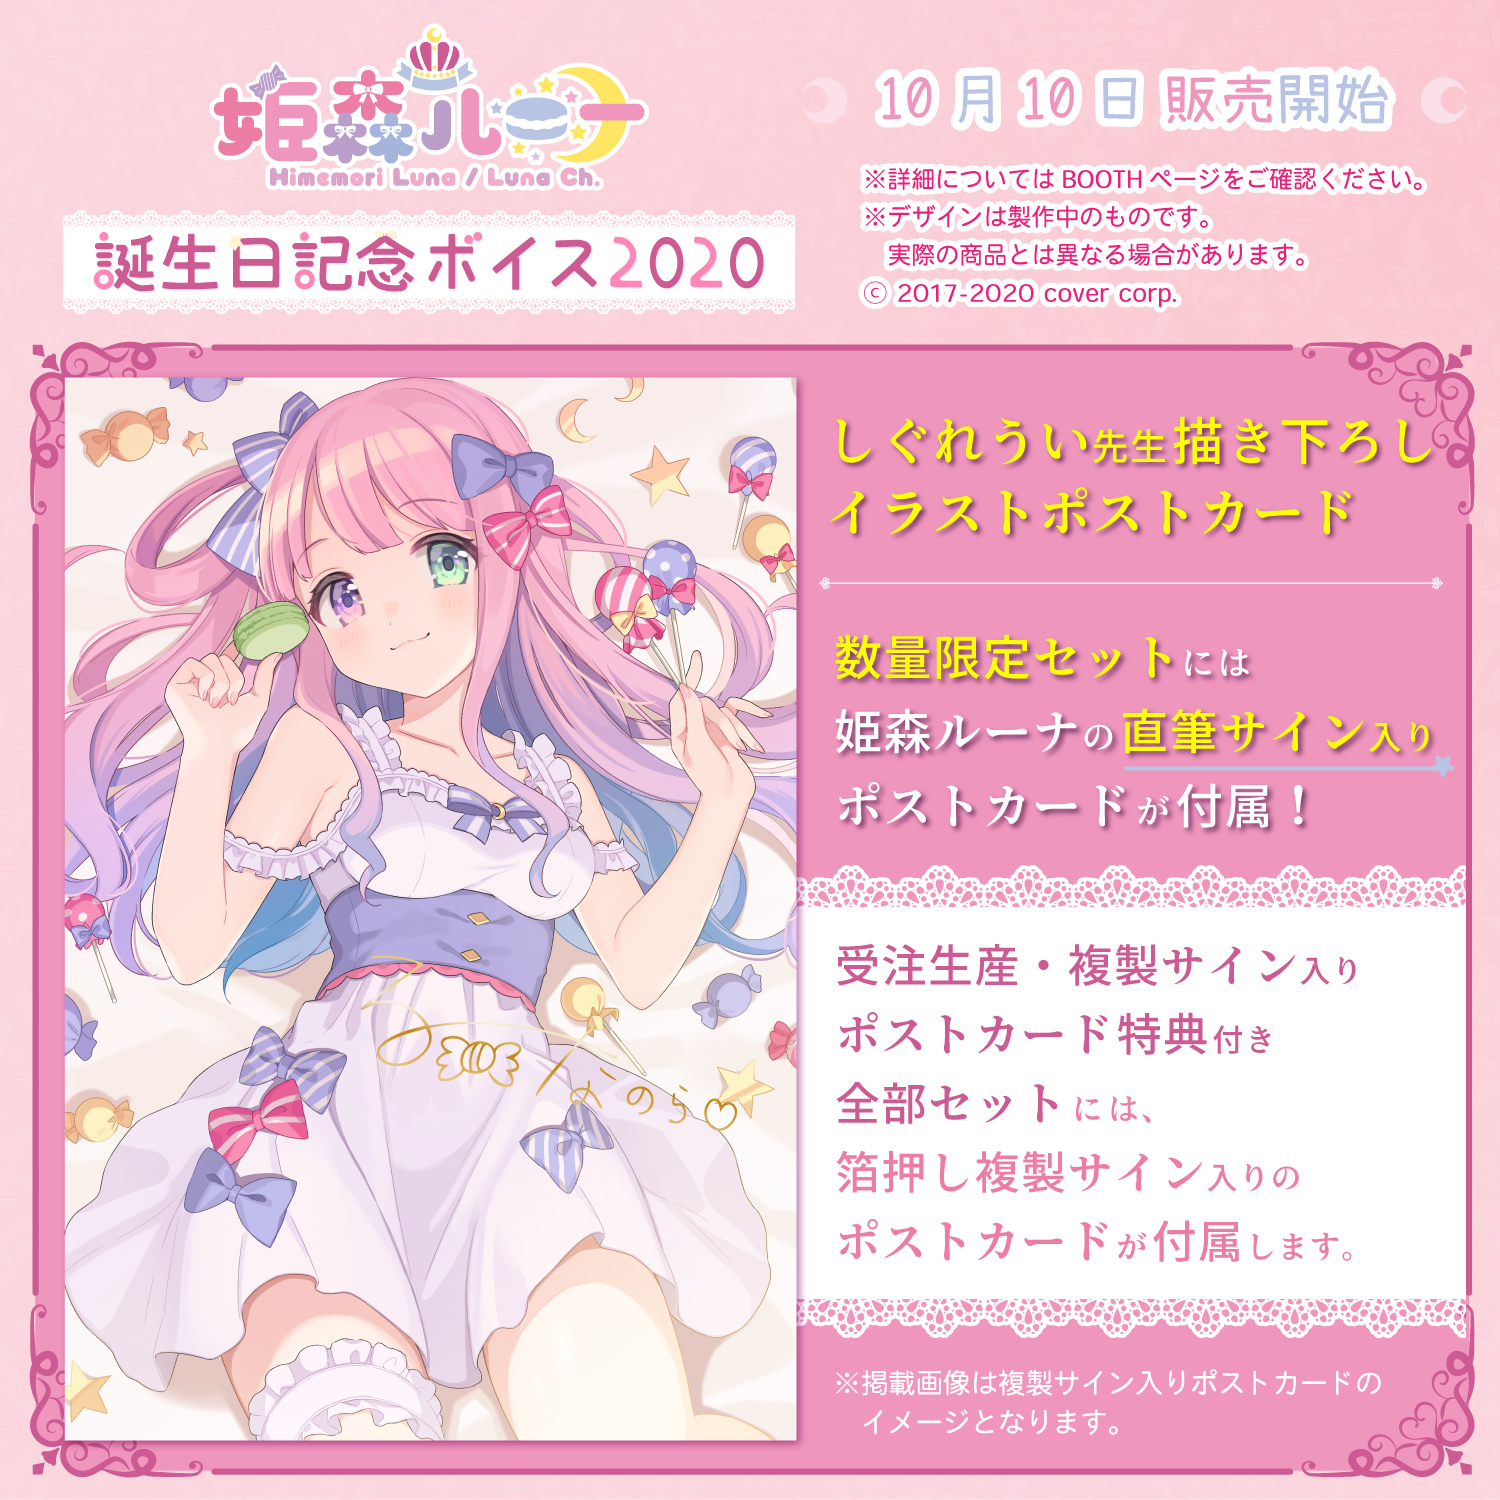 姫森ルーナ
Himemori Luna / Luna Ch.
誕生日記念ボイス2020
10月10日 販売開始
※詳細についてはBOOTHページをご確認ください。
※デザインは製作中のものです。
実際の商品とは異なる場合があります。
ⓒ 2017-2020 cover corp.
しぐれうい先生描き下ろし
イラストポストカード
数量限定セットには
姫森ルーナの直筆サイン入り
ポストカードが付属！
受注生産・複製サイン入り
ポストカード特典付き
全部セットには、
箔押し複製サイン入りの
ポストカードが付属します。
※掲載画像は複製サイン入りポストカードの
イメージとなります。
なのら♡